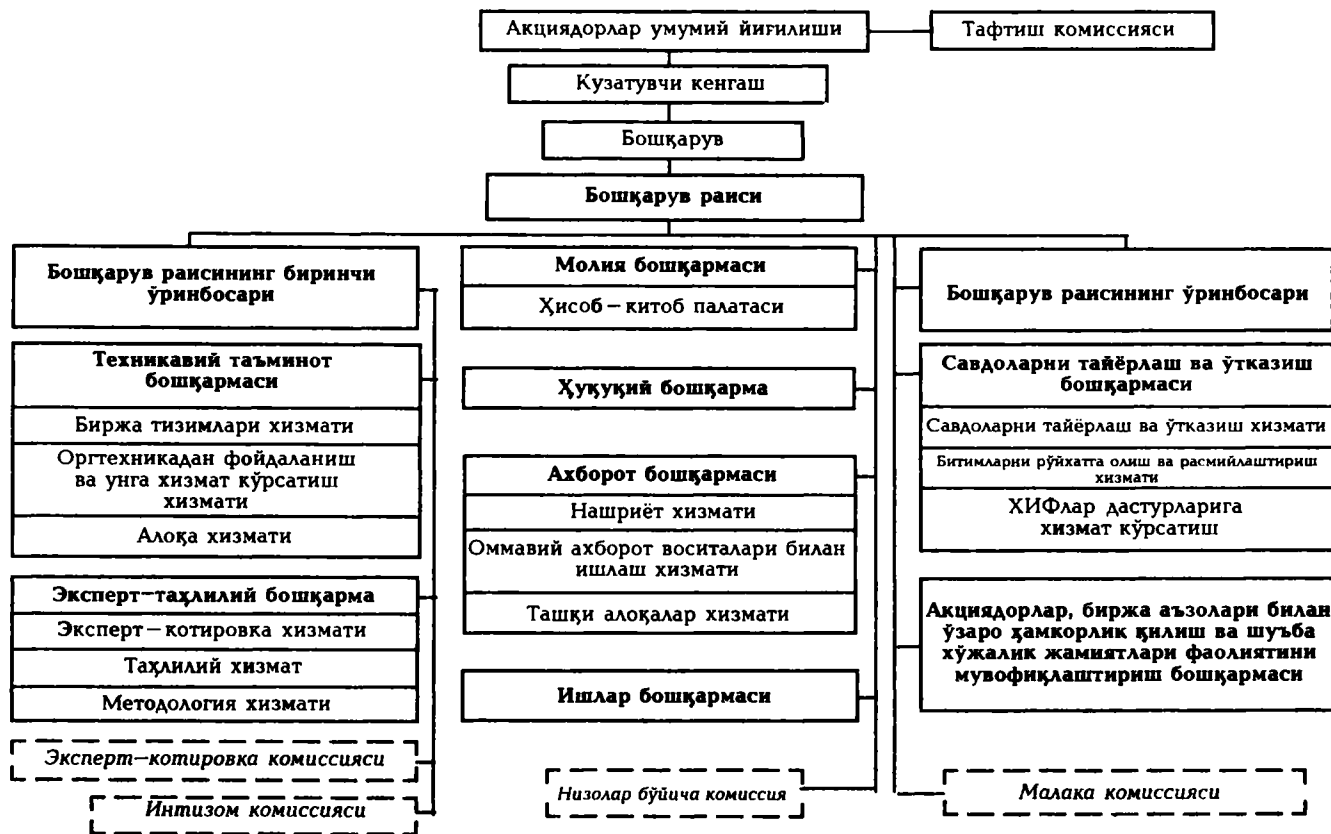 Акциядорлар умумий йиғилиши
Тафтиш комиссияси
Кузатувчи кенгаш
Бошқарув
Бошқарув раиси
Бошқарув раисининг биринчи
ўринбосари
Техникавий таъминот
бошқармаси
Биржа тизимлари хизмати
Оргтехникадан фойдаланиш
ва унга хизмат кўрсатиш
хизмати
Алоқа хизмати
Эксперт-таҳлилий бошқарма
Эксперт–котировка хизмати
Таҳлилий хизмат
Методология хизмати
Эксперт–котировка комиссияси
Интизом комиссияси
Молия бошқармаси
Ҳисоб–китоб палатаси
Ҳуқуқий бошқарма
Ахборот бошқармаси
Нашриёт хизмати
Оммавий ахборот воситалари билан
ишлаш хизмати
Ташқи алоқалар хизмати
Ишлар бошқармаси
Низолар бўйича комиссия
Бошқарув раисининг ўринбосари
Савдоларни тайёрлаш ва ўтказиш
бошқармаси
Савдоларни тайёрлаш ва ўтказиш хизмати
Битимларни рўйхатга олиш ва расмийлаштириш
хизмати
ХИФлар дастурларига
хизмат кўрсатиш
Акциядорлар, биржа аъзолари билан
ўзаро ҳамкорлик қилиш ва шуъба
хўжалик жамиятлари фаолиятини
мувофиқлаштириш бошқармаси
Малака комиссияси